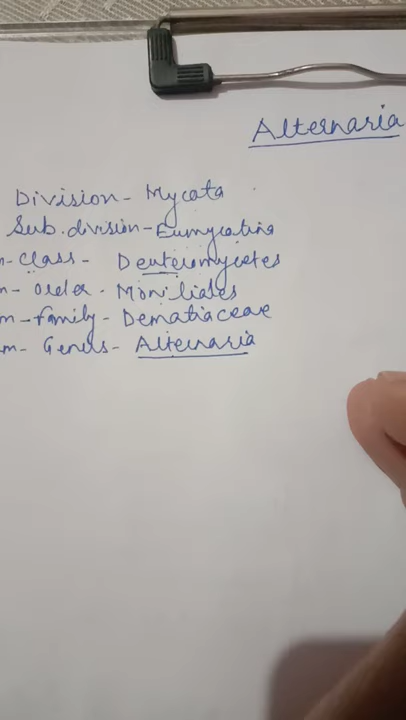 Alternaria
Division- Mycota
Sub.division-Eumycotina
n-class- Deuteromycetes
n- order- Moniliales
m-family- Dematiaceae
m- Genus- Alternaria